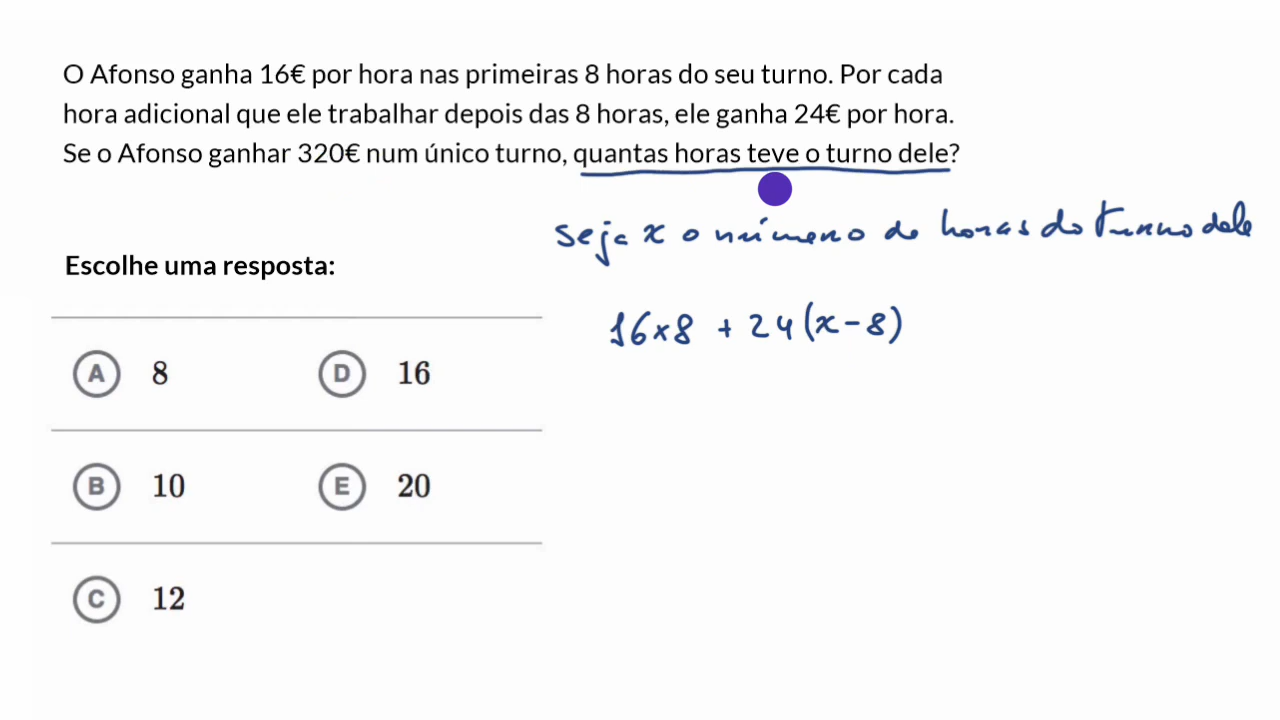 O Afonso ganha 16€ por hora nas primeiras 8 horas do seu turno. Por cada
hora adicional que ele trabalhar depois das 8 horas, ele ganha 24€ por hora.
Se o Afonso ganhar 320€ num único turno, quantas horas teve o turno dele?
seja x o número de horas do turno dele
Escolhe uma resposta:
16×8 + 24(x-8)
A 8
D 16
B 10
E 20
C 12